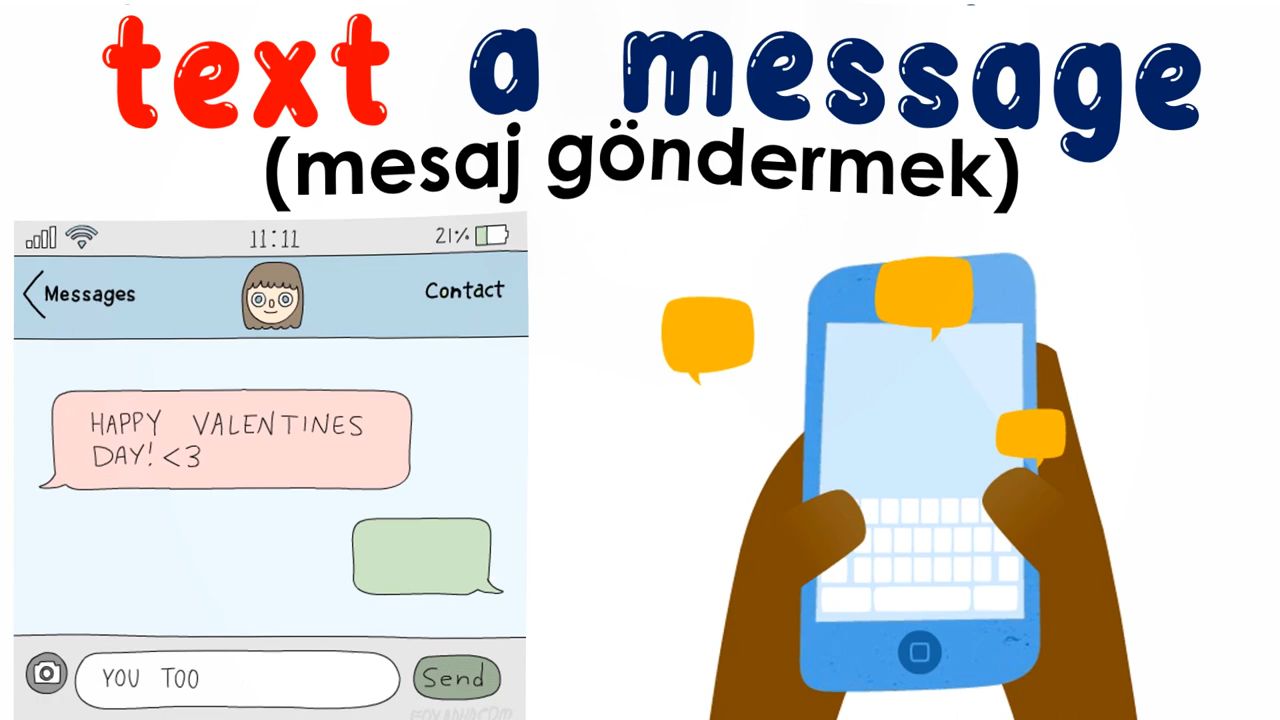 text a message
(mesaj göndermek)
11:11
21%
Messages
Contact
HAPPY VALENTINES
DAY! <3
YOU TOO
Send